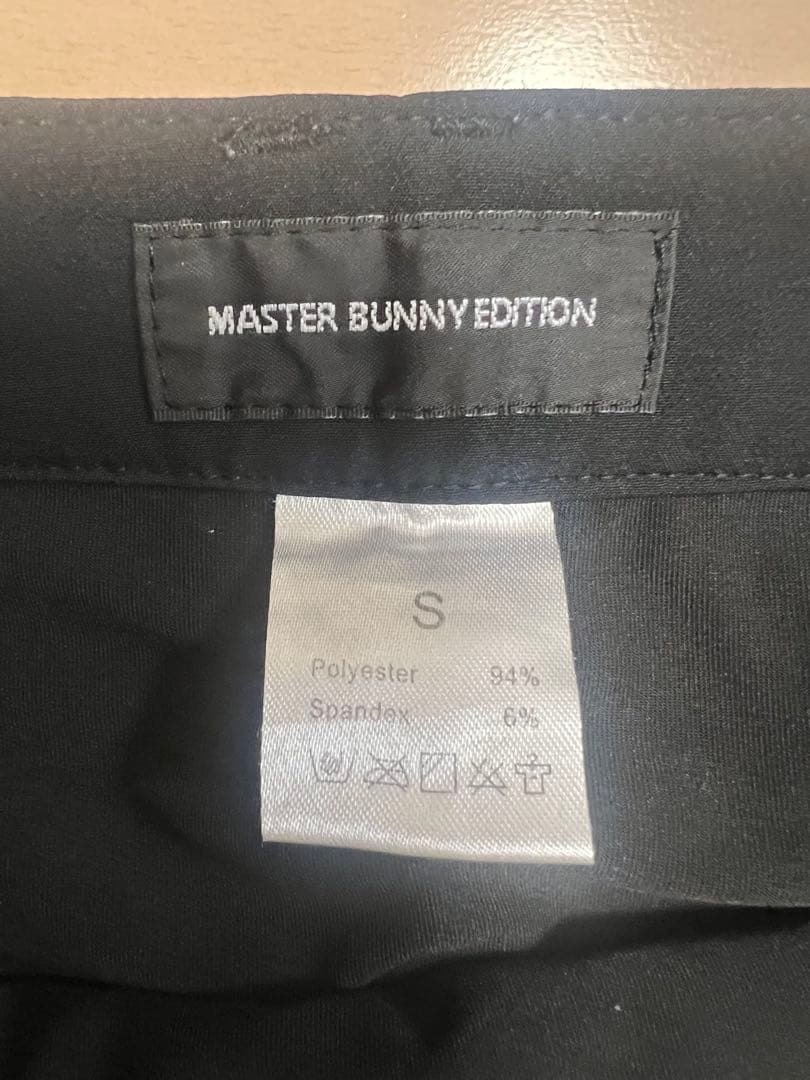 MASTER BUNNY EDITION
S
Polyester 94%
Spandex 6%